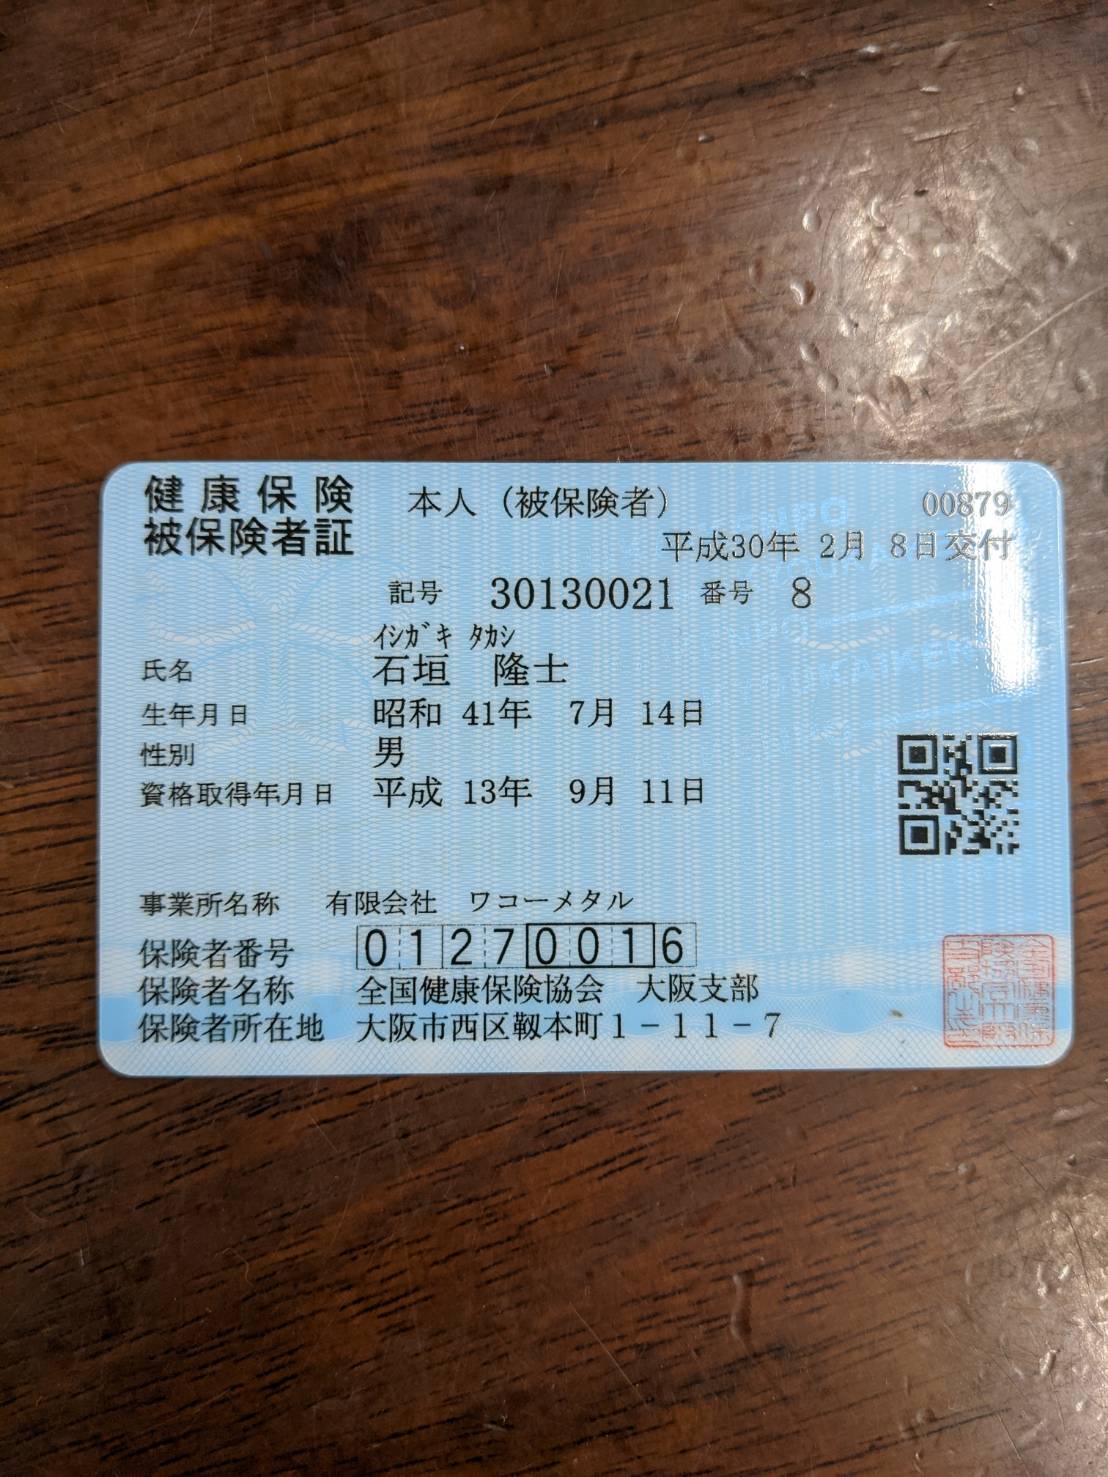 健康保険 本人（被保険者） 00879
被保険者証 平成30年 2月 8日交付
記号 30130021 番号 8
ｲｼｶﾞｷ ﾀｶｼ
氏名 石垣 隆士
生年月日 昭和 41年 7月 14日
性別 男
資格取得年月日 平成 13年 9月 11日
事業所名称 有限会社 ワコーメタル
保険者番号 01270016
保険者名称 全国健康保険協会 大阪支部
保険者所在地 大阪市西区靱本町１－１１－７